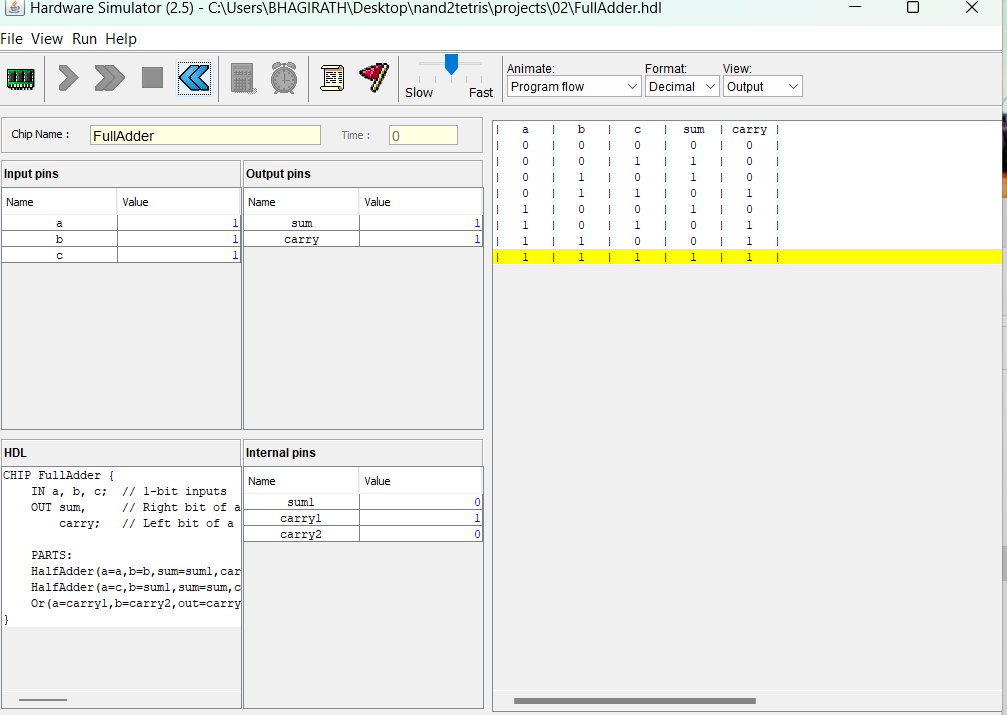 Hardware Simulator (2.5) - C:\Users\BHAGIRATH\Desktop\nand2tetris\projects\02\FullAdder.hdl
File View Run Help
Slow Fast
Animate: Format: View:
Program flow Decimal Output
Chip Name : FullAdder Time : 0
Input pins
Name Value
a 1
b 1
c 1
Output pins
Name Value
sum 1
carry 1
HDL
CHIP FullAdder {
    IN a, b, c;  // 1-bit inputs
    OUT sum,     // Right bit of a
        carry;   // Left bit of a
    PARTS:
    HalfAdder(a=a,b=b,sum=sum1,car
    HalfAdder(a=c,b=sum1,sum=sum,c
    Or(a=carry1,b=carry2,out=carry
}
Internal pins
Name Value
sum1 0
carry1 1
carry2 0
| a | b | c | sum | carry |
| 0 | 0 | 0 | 0 | 0 |
| 0 | 0 | 1 | 1 | 0 |
| 0 | 1 | 0 | 1 | 0 |
| 0 | 1 | 1 | 0 | 1 |
| 1 | 0 | 0 | 1 | 0 |
| 1 | 0 | 1 | 0 | 1 |
| 1 | 1 | 0 | 0 | 1 |
| 1 | 1 | 1 | 1 | 1 |